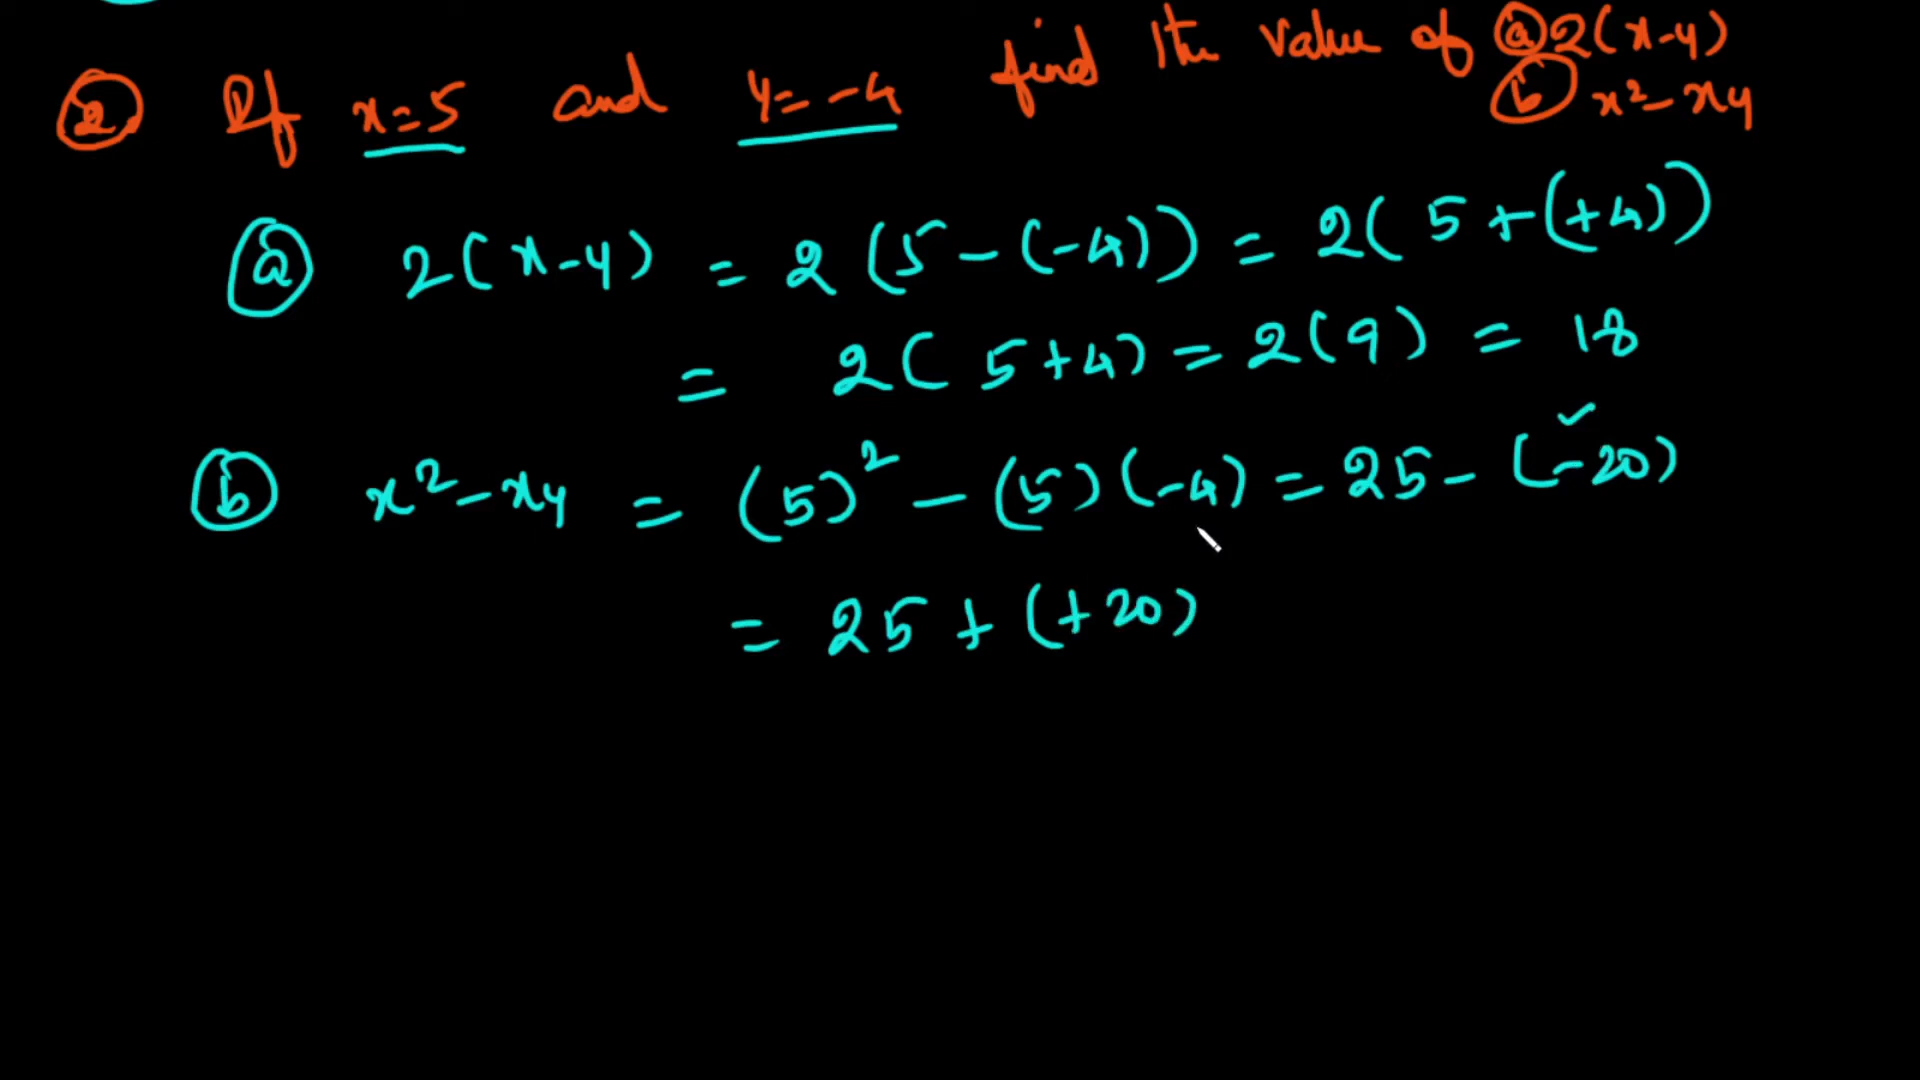 ② If x=5 and y=-4 find the value of ⓐ 2(x-y)
ⓑ x²-xy
ⓐ 2(x-y) = 2(5-(-4)) = 2(5+(+4))
= 2(5+4) = 2(9) = 18
ⓑ x²-xy = (5)² - (5)(-4) = 25 - (-20)
= 25 + (+20)